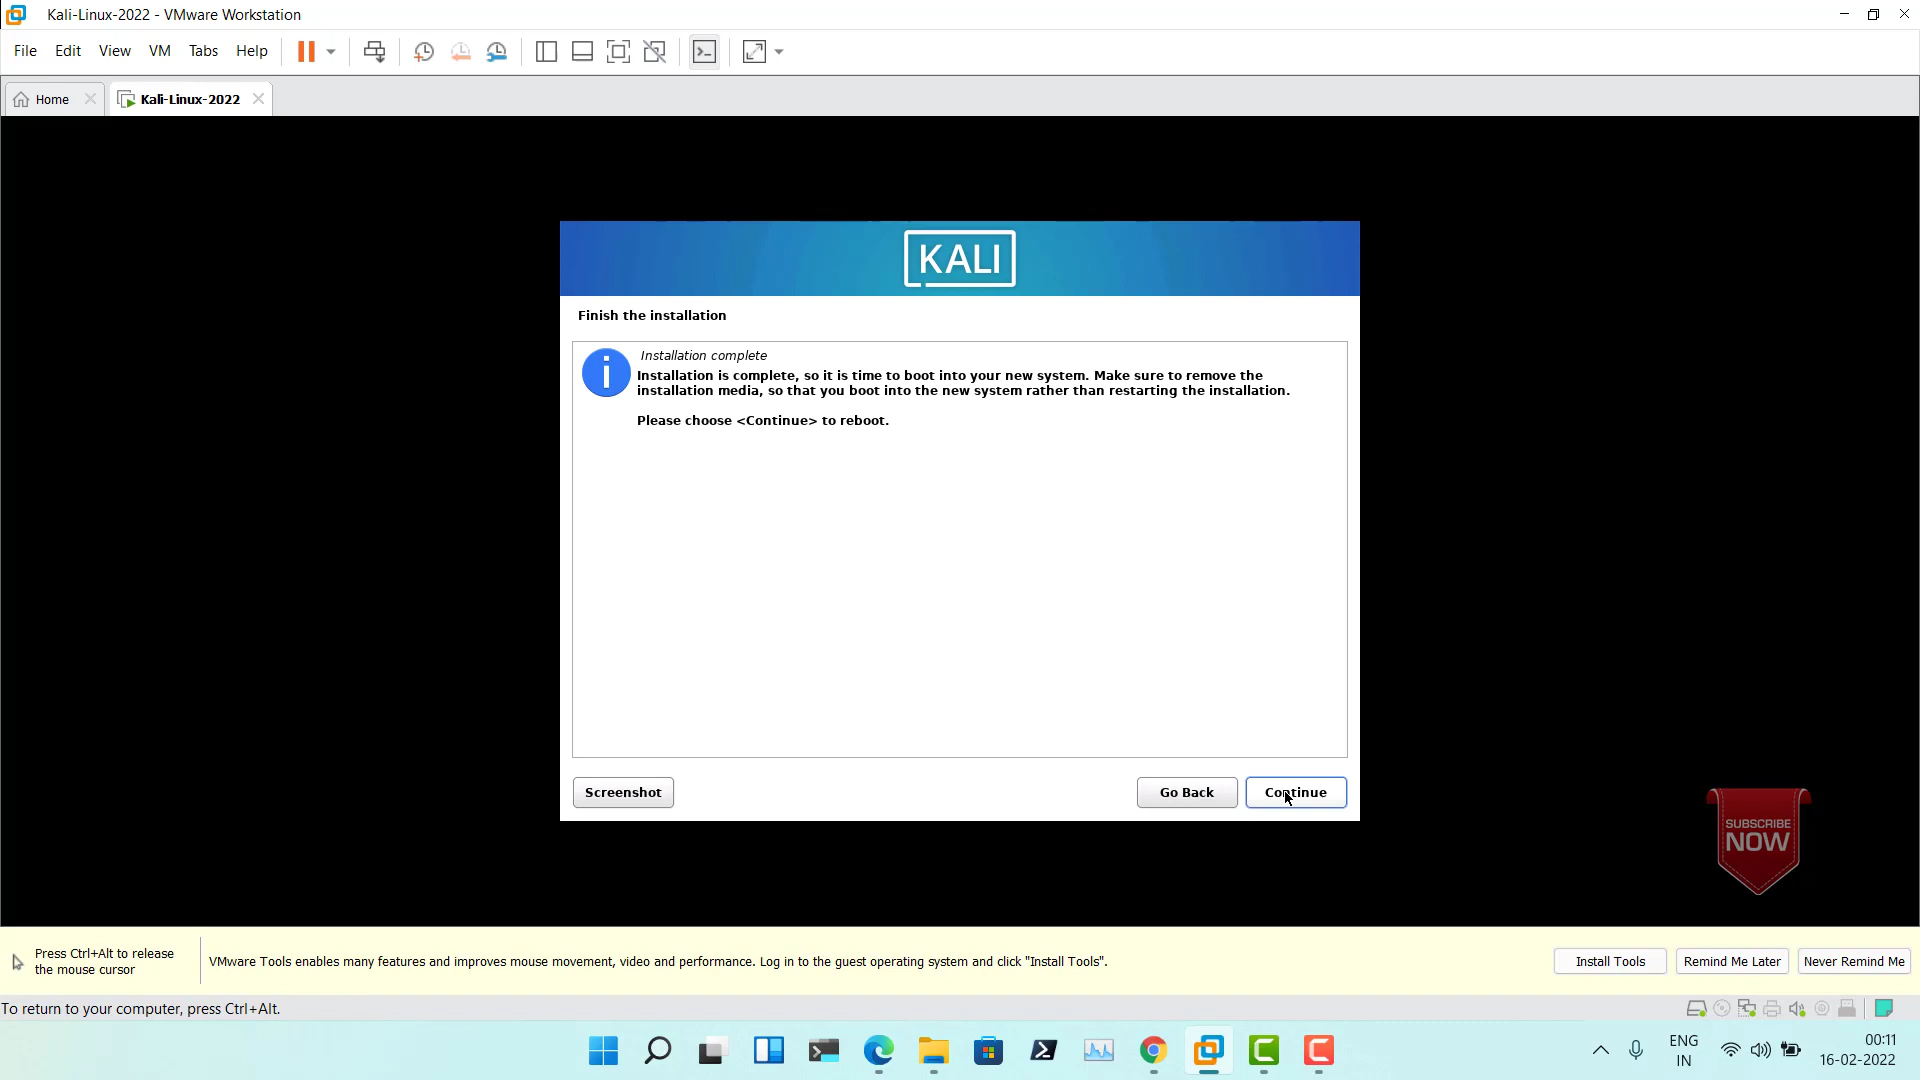 Kali-Linux-2022 - VMware Workstation
File Edit View VM Tabs Help
Home Kali-Linux-2022
KALI
Finish the installation
Installation complete
Installation is complete, so it is time to boot into your new system. Make sure to remove the
installation media, so that you boot into the new system rather than restarting the installation.
Please choose <Continue> to reboot.
Screenshot Go Back Continue
SUBSCRIBE
NOW
Press Ctrl+Alt to release
the mouse cursor
VMware Tools enables many features and improves mouse movement, video and performance. Log in to the guest operating system and click "Install Tools".
Install Tools Remind Me Later Never Remind Me
To return to your computer, press Ctrl+Alt.
ENG
IN
00:11
16-02-2022